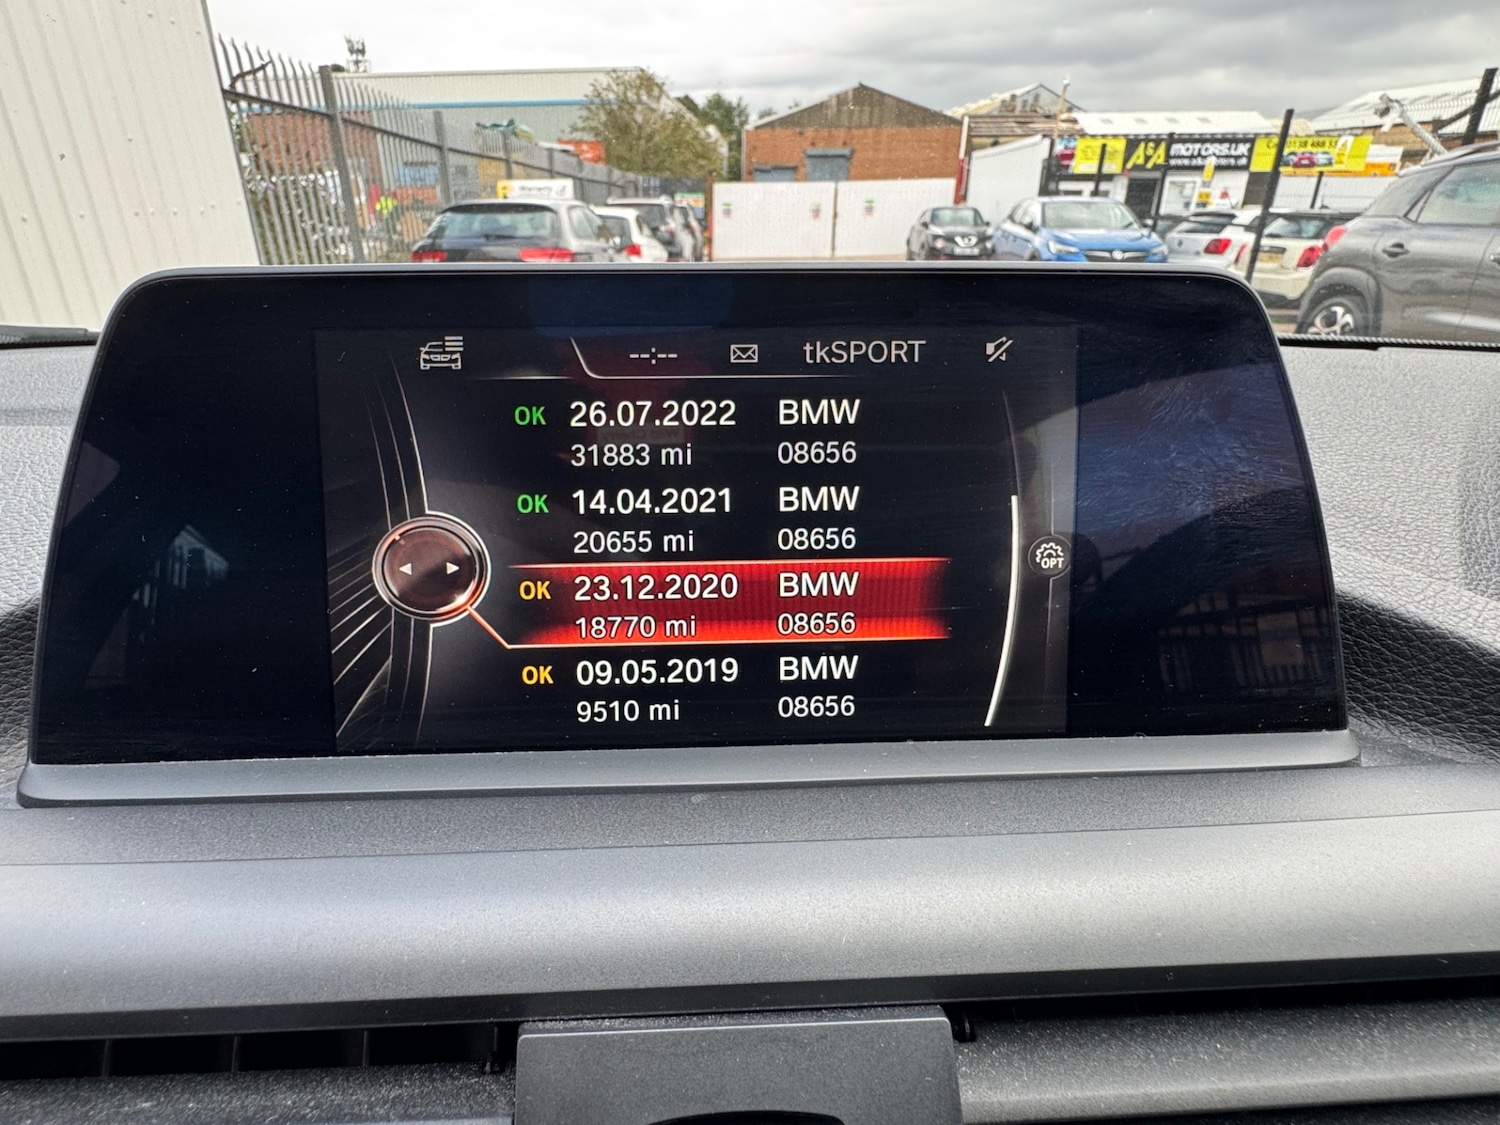 Warranty
A&A MOTORS.UK
--:-- tkSPORT
OK 26.07.2022 BMW
31883 mi 08656
OK 14.04.2021 BMW
20655 mi 08656
OK 23.12.2020 BMW
18770 mi 08656
OPT
OK 09.05.2019 BMW
9510 mi 08656